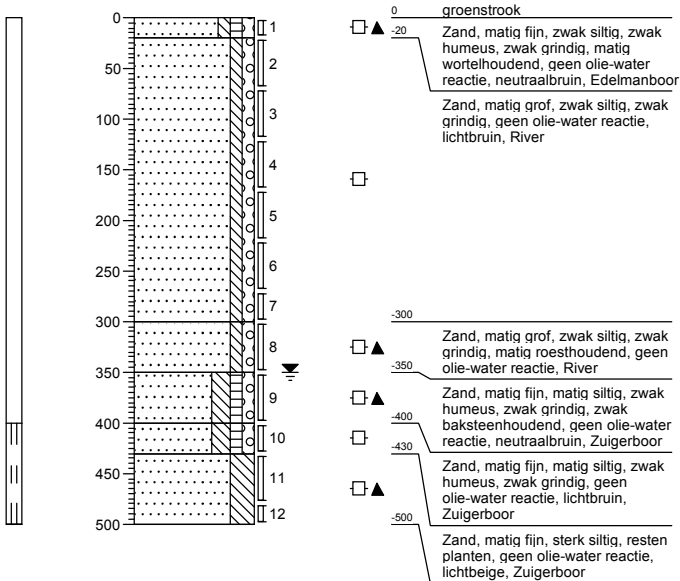 0
50
100
150
200
250
300
350
400
450
500
1
2
3
4
5
6
7
8
9
10
11
12
0
groenstrook
-20
Zand, matig fijn, zwak siltig, zwak
humeus, zwak grindig, matig
wortelhoudend, geen olie-water
reactie, neutraalbruin, Edelmanboor
Zand, matig grof, zwak siltig, zwak
grindig, geen olie-water reactie,
lichtbruin, River
-300
Zand, matig grof, zwak siltig, zwak
grindig, matig roesthoudend, geen
olie-water reactie, River
-350
Zand, matig fijn, matig siltig, zwak
humeus, zwak grindig, zwak
baksteenhoudend, geen olie-water
reactie, neutraalbruin, Zuigerboor
-400
Zand, matig fijn, matig siltig, zwak
humeus, zwak grindig, geen
olie-water reactie, lichtbruin,
Zuigerboor
-430
Zand, matig fijn, sterk siltig, resten
planten, geen olie-water reactie,
lichtbeige, Zuigerboor
-500